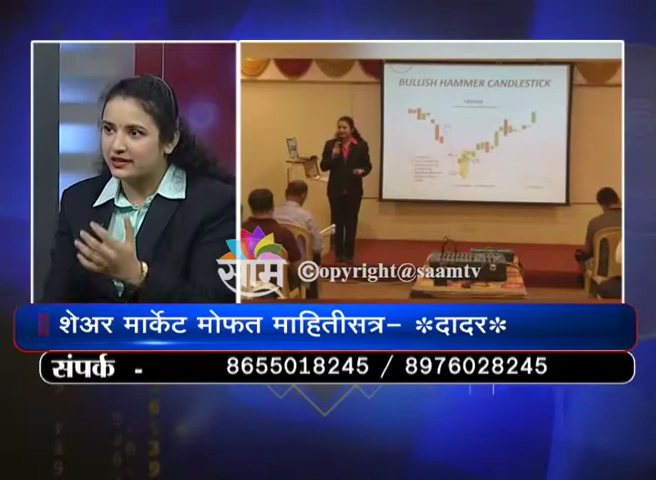 BULLISH HAMMER CANDLESTICK
साम ©opyright@saamtv
शेअर मार्केट मोफत माहितीसत्र- *दादर*
संपर्क - 8655018245 / 8976028245